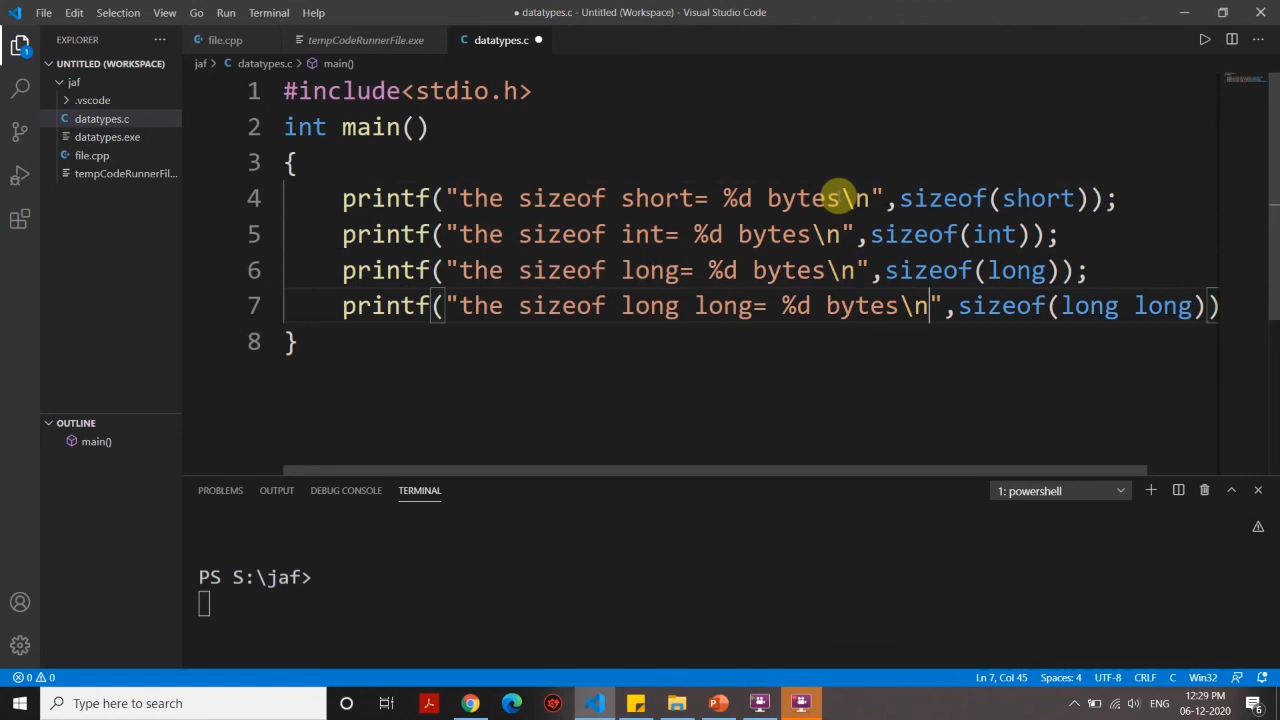 File Edit Selection View Go Run Terminal Help
● datatypes.c - Untitled (Workspace) - Visual Studio Code
EXPLORER
file.cpp tempCodeRunnerFile.exe datatypes.c
UNTITLED (WORKSPACE)
jaf > datatypes.c > main()
jaf
.vscode
datatypes.c
datatypes.exe
file.cpp
tempCodeRunnerFil...
1 #include<stdio.h>
2 int main()
3 {
4 printf("the sizeof short= %d bytes\n",sizeof(short));
5 printf("the sizeof int= %d bytes\n",sizeof(int));
6 printf("the sizeof long= %d bytes\n",sizeof(long));
7 printf("the sizeof long long= %d bytes\n",sizeof(long long))
8 }
OUTLINE
main()
PROBLEMS OUTPUT DEBUG CONSOLE TERMINAL
1: powershell
PS S:\jaf>
0 0
Ln 7, Col 45 Spaces: 4 UTF-8 CRLF C Win32
Type here to search
ENG
12:29 PM
06-12-2020
6
1